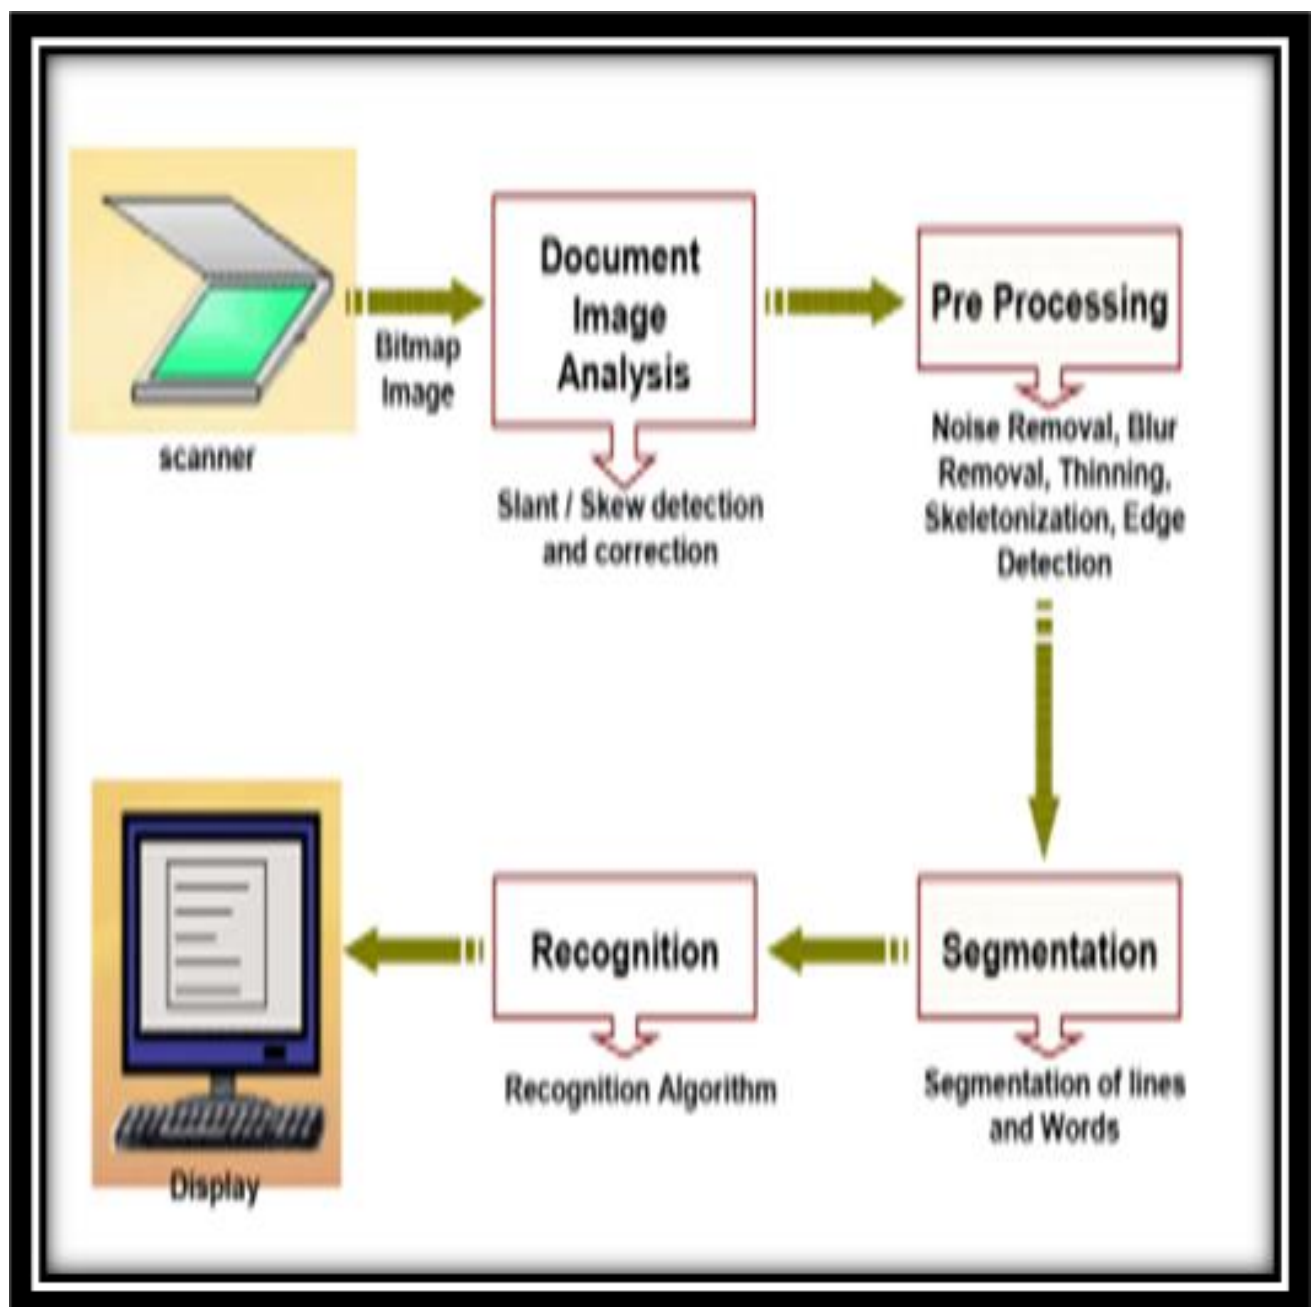 scanner
Bitmap
Image
Document
Image
Analysis
Slant / Skew detection
and correction
Pre Processing
Noise Removal, Blur
Removal, Thinning,
Skeletonization, Edge
Detection
Segmentation
Segmentation of lines
and Words
Recognition
Recognition Algorithm
Display